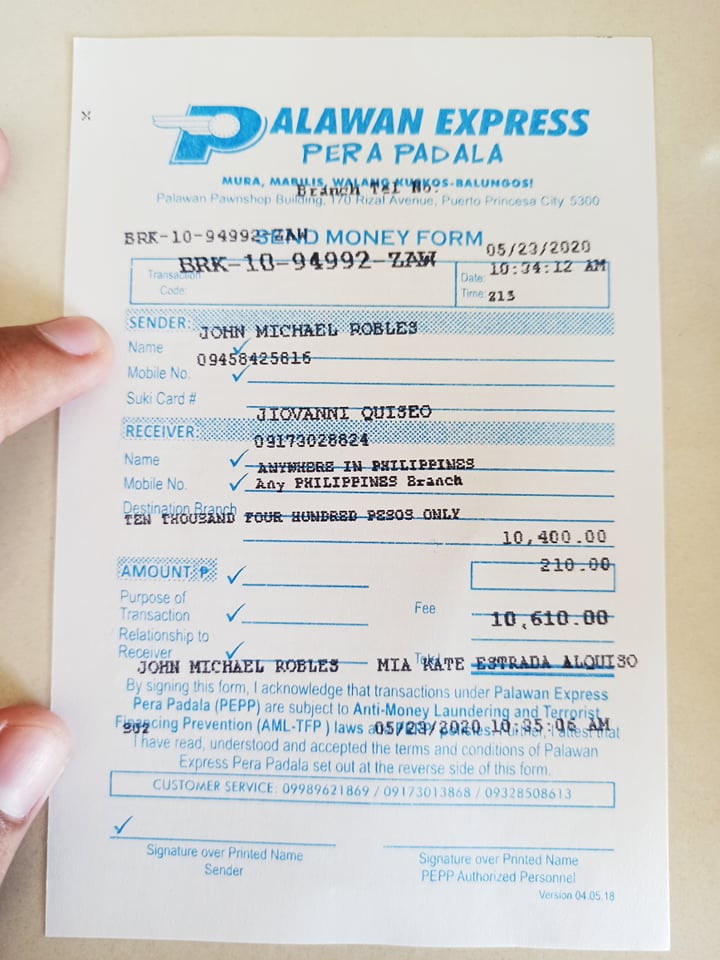 PALAWAN EXPRESS
PERA PADALA
MURA, MABILIS, WALANG KUSKOS-BALUNGOS!
Branch Tel No.
Palawan Pawnshop Building, 170 Rizal Avenue, Puerto Princesa City 5300
BRK-10-94992-ZAW
SEND MONEY FORM
05/23/2020
BRK-10-94992-ZAW
Transaction Code:
Date: 10:34:12 AM
Time: 213
SENDER:
JOHN MICHAEL ROBLES
Name
09458425816
Mobile No.
Suki Card #
JIOVANNI QUISEO
RECEIVER:
09173028824
Name
ANYWHERE IN PHILIPPINES
Mobile No.
Any PHILIPPINES Branch
Destination Branch
TEN THOUSAND FOUR HUNDRED PESOS ONLY
10,400.00
AMOUNT: ₱
210.00
Purpose of
Transaction
Fee
10,610.00
Relationship to
Receiver
Total
JOHN MICHAEL ROBLES MIA KATE ESTRADA ALQUISO
By signing this form, I acknowledge that transactions under Palawan Express
Pera Padala (PEPP) are subject to Anti-Money Laundering and Terrorist
Financing Prevention (AML-TFP ) laws and policies. Further, I attest that
902 05/23/2020 10:35:06 AM
I have read, understood and accepted the terms and conditions of Palawan
Express Pera Padala set out at the reverse side of this form.
CUSTOMER SERVICE: 09989621869 / 09173013868 / 09328508613
Signature over Printed Name
Sender
Signature over Printed Name
PEPP Authorized Personnel
Version 04.05.18